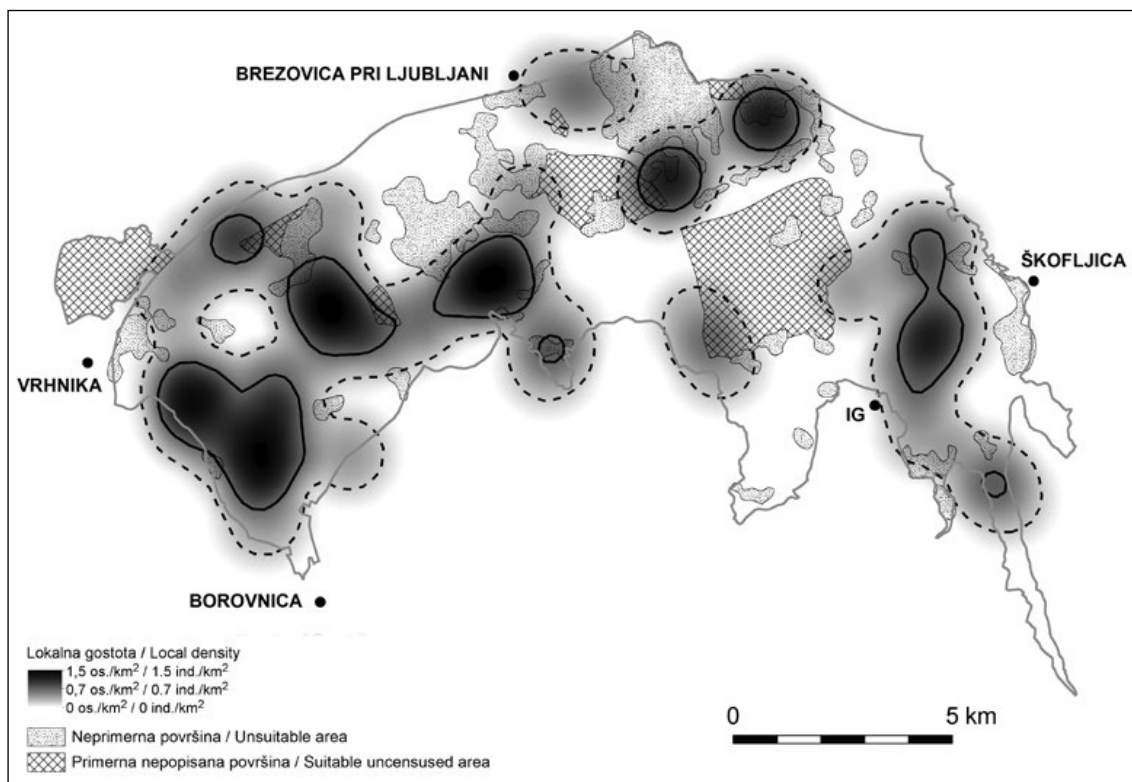 BREZOVICA PRI LJUBLJANI
ŠKOFLJICA
VRHNIKA
IG
BOROVNICA
Lokalna gostota / Local density
1,5 os./km² / 1.5 ind./km²
0,7 os./km² / 0.7 ind./km²
0 os./km² / 0 ind./km²
Neprimerna površina / Unsuitable area
Primerna nepopisana površina / Suitable uncensused area
0 5 km